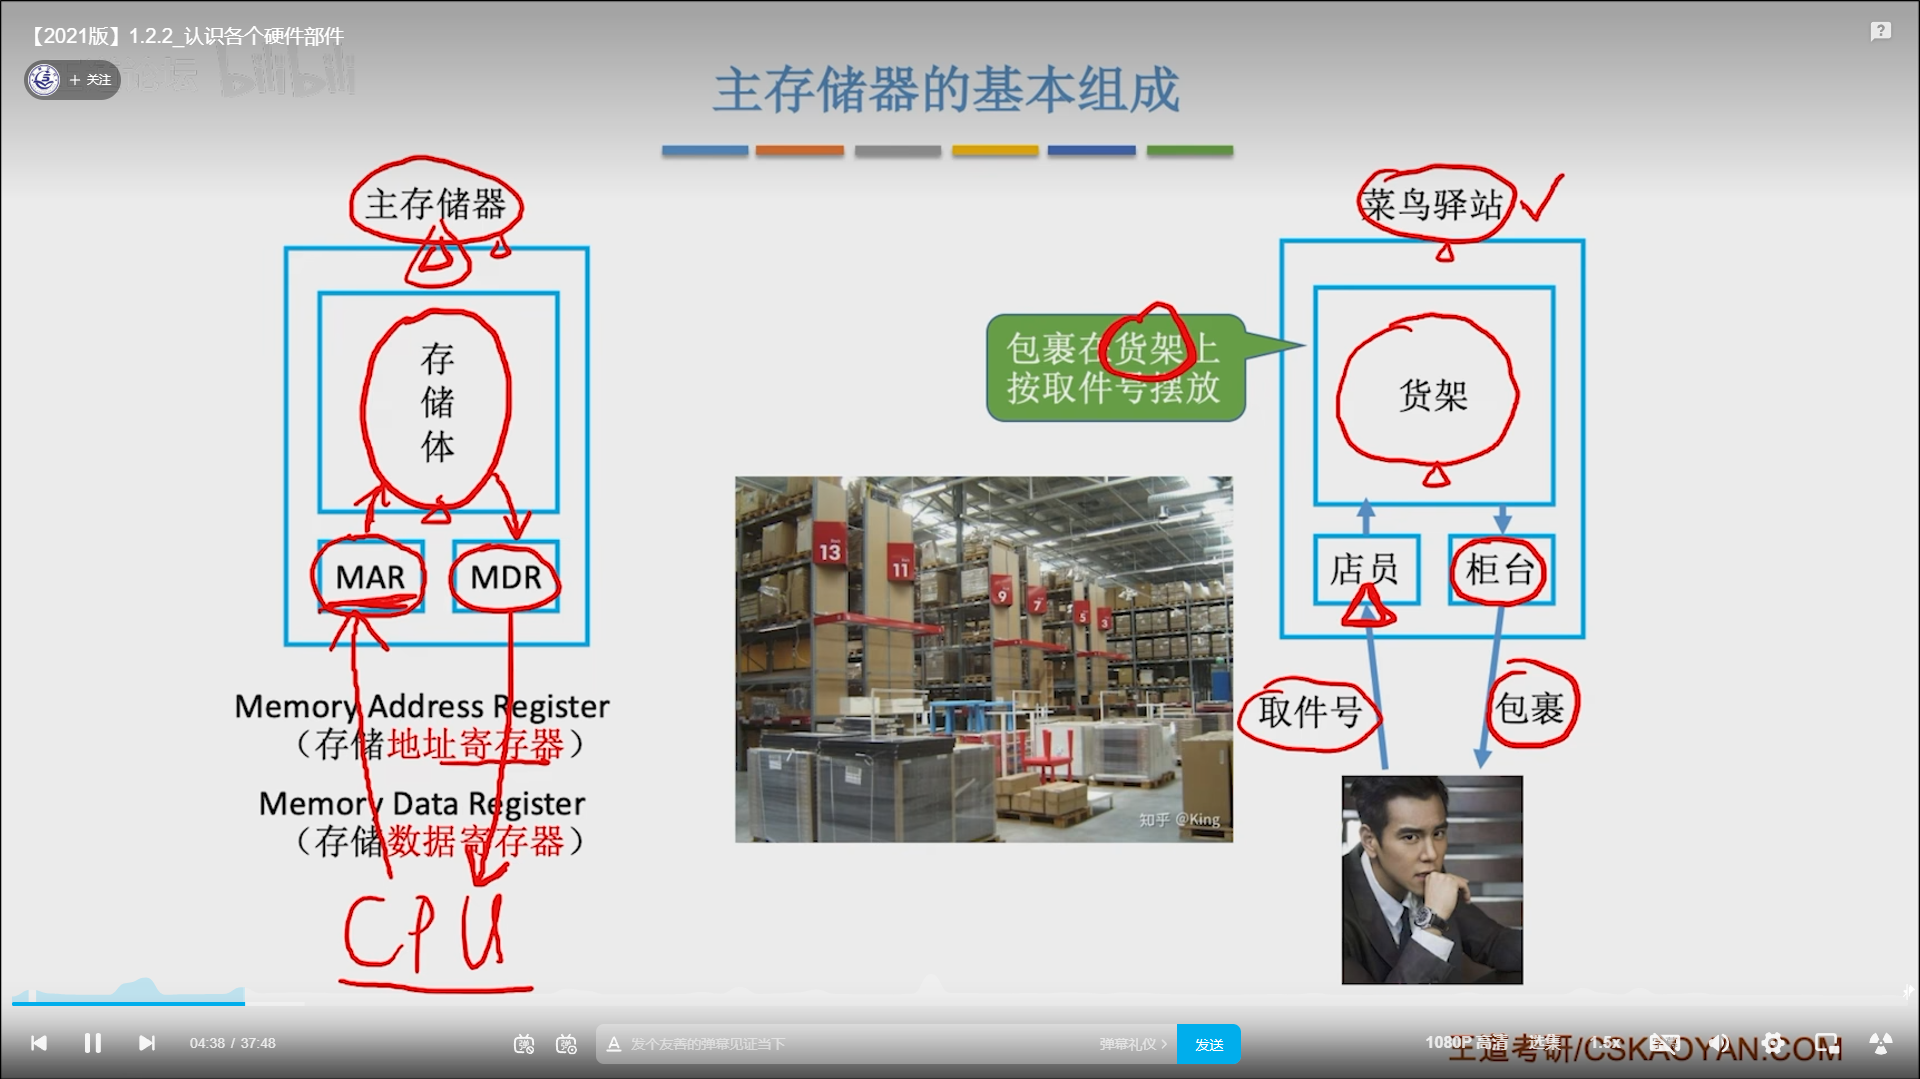 【2021版】1.2.2_认识各个硬件部件
+ 关注
bilibili
主存储器的基本组成
主存储器
存
储
体
MAR
MDR
Memory Address Register
（存储地址寄存器）
Memory Data Register
（存储数据寄存器）
CPU
包裹在货架上
按取件号摆放
13
11
9
7
5
3
知乎 @King
菜鸟驿站
货架
店员
柜台
取件号
包裹
04:38 / 37:48
发个友善的弹幕见证当下
弹幕礼仪 >
发送
1080P 高清
选集
1.5x
王道考研/CSKAOYAN.COM